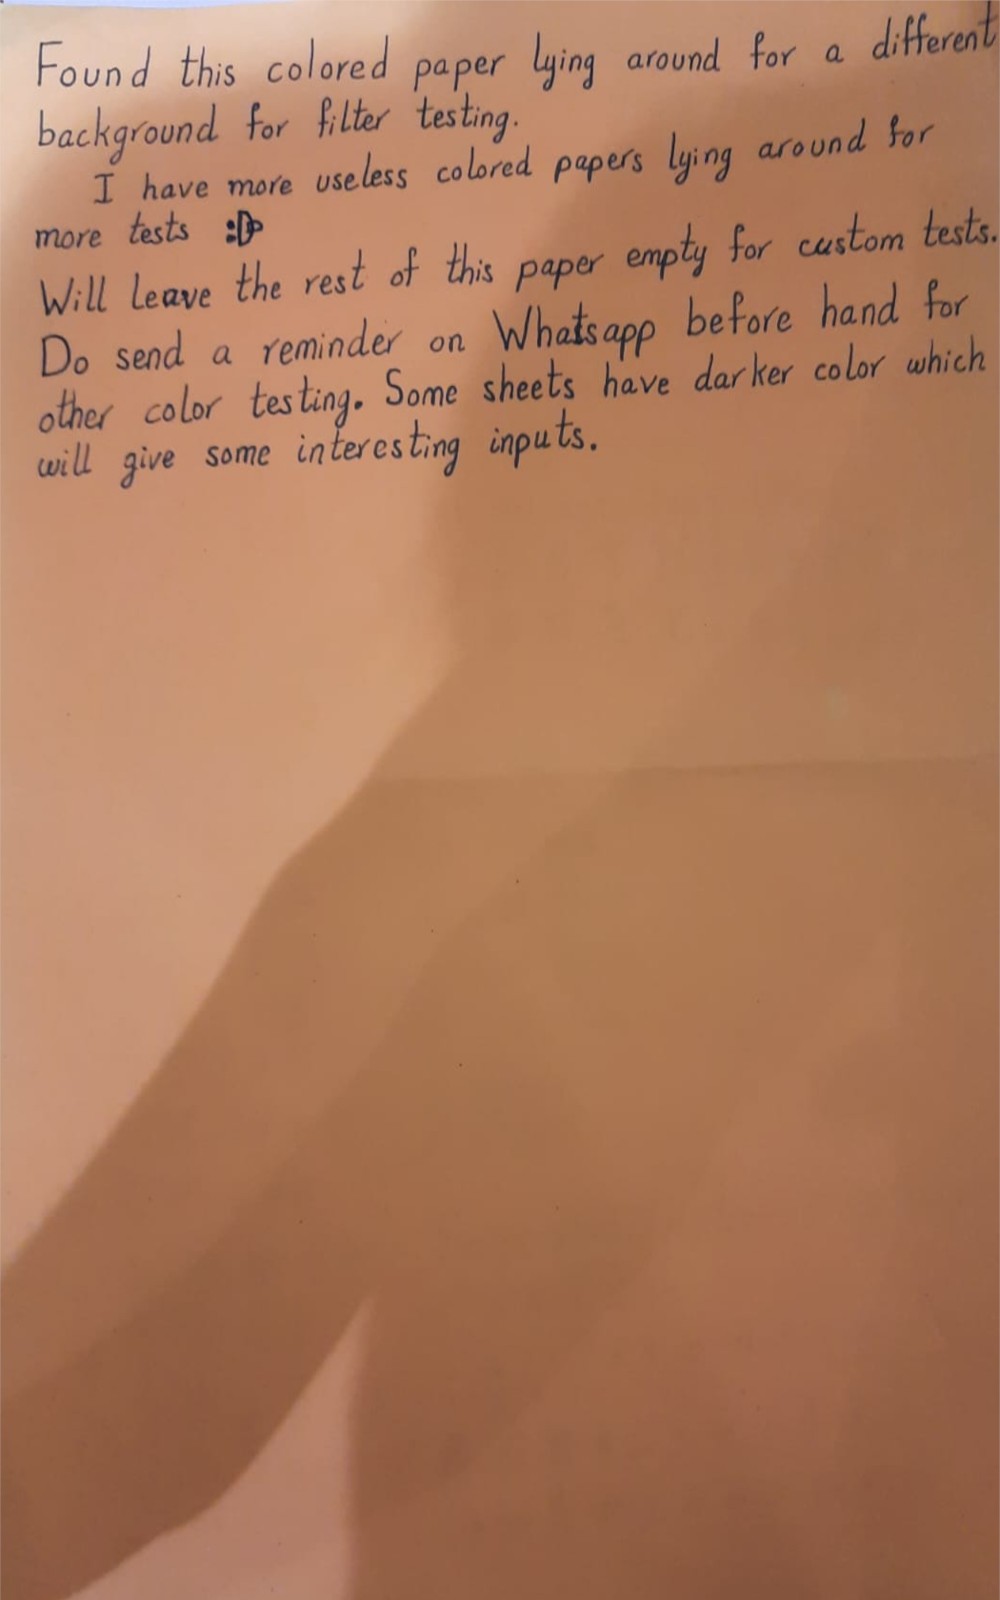 Found this colored paper lying around for a different
background for filter testing.
I have more useless colored papers lying around for
more tests :D
Will leave the rest of this paper empty for custom tests.
Do send a reminder on Whatsapp before hand for
other color testing. Some sheets have darker color which
will give some interesting inputs.